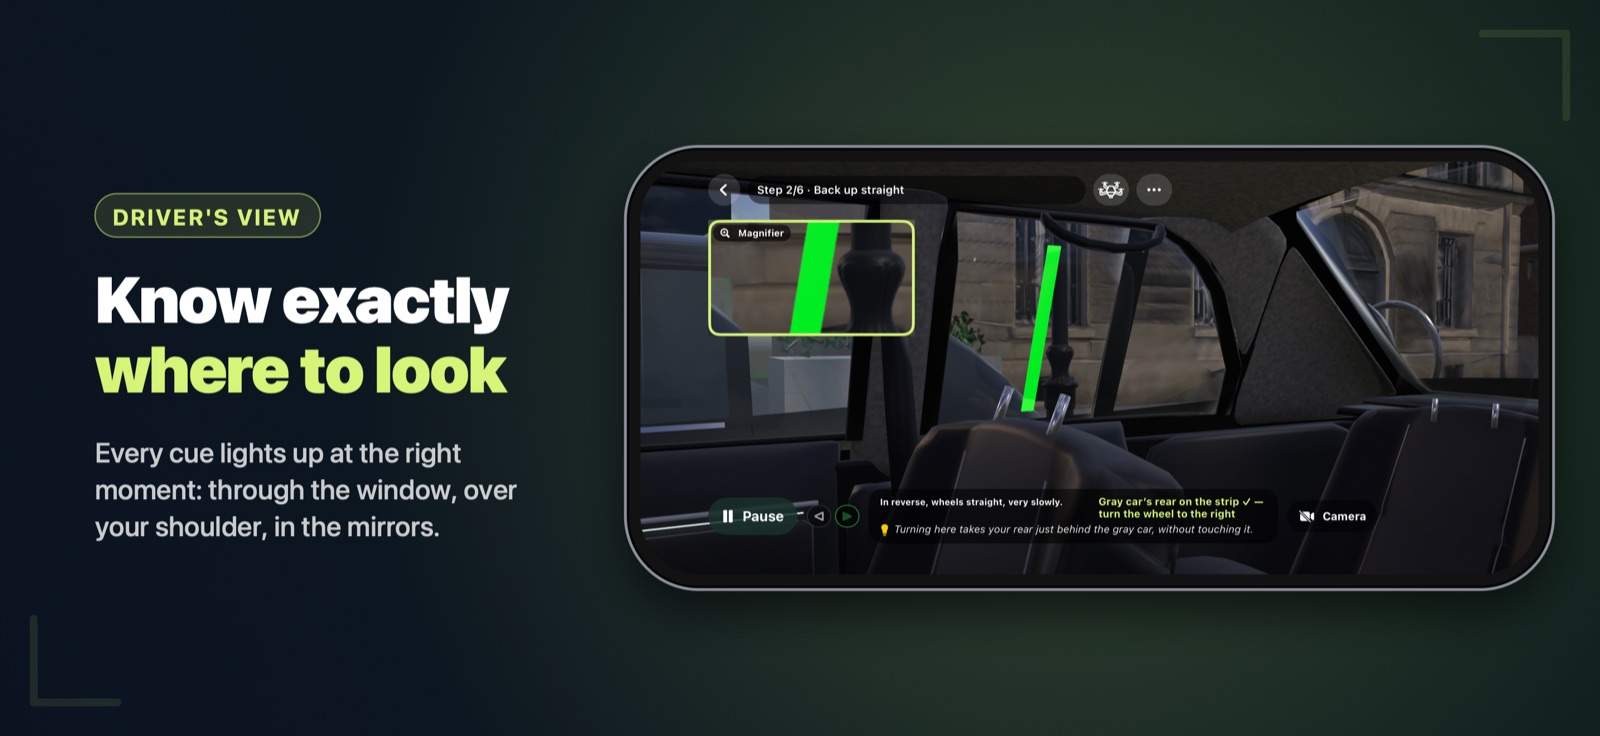 DRIVER'S VIEW
Know exactly
where to look
Every cue lights up at the right
moment: through the window, over
your shoulder, in the mirrors.
Step 2/6 · Back up straight
Magnifier
Pause
In reverse, wheels straight, very slowly.
Gray car’s rear on the strip ✓ —
turn the wheel to the right
Turning here takes your rear just behind the gray car, without touching it.
Camera